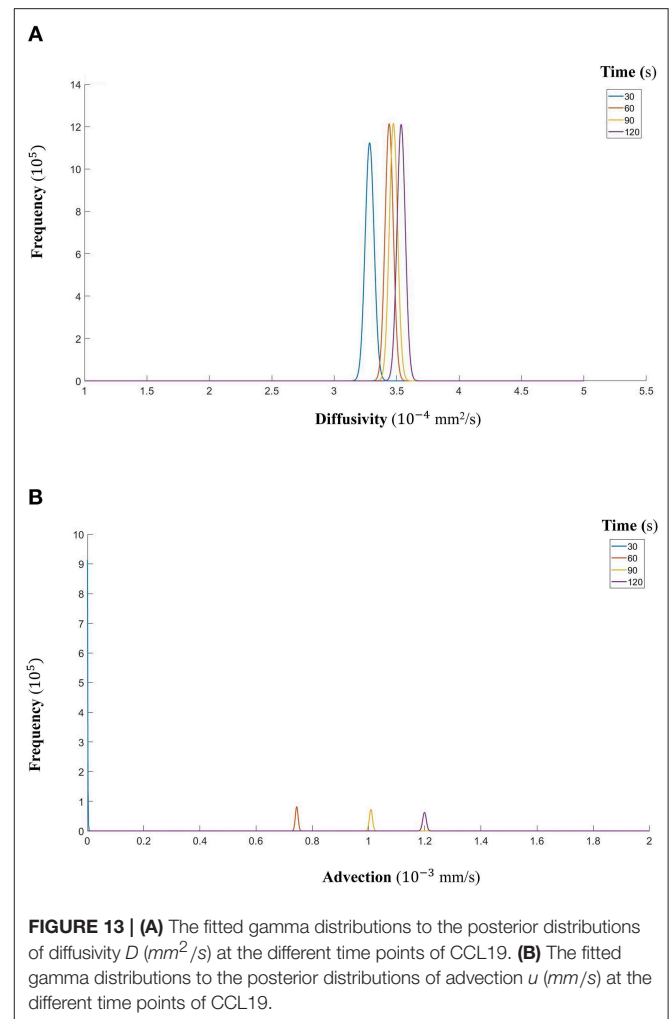 A
Time (s)
30
60
90
120
14
12
10
8
6
4
2
0
Frequency (10⁵)
1 1.5 2 2.5 3 3.5 4 4.5 5 5.5
Diffusivity (10⁻⁴ mm²/s)
B
Time (s)
30
60
90
120
10
9
8
7
6
5
4
3
2
1
0
Frequency (10⁵)
0 0.2 0.4 0.6 0.8 1 1.2 1.4 1.6 1.8 2
Advection (10⁻³ mm/s)
FIGURE 13 | (A) The fitted gamma distributions to the posterior distributions
of diffusivity D (mm²/s) at the different time points of CCL19. (B) The fitted
gamma distributions to the posterior distributions of advection u (mm/s) at the
different time points of CCL19.